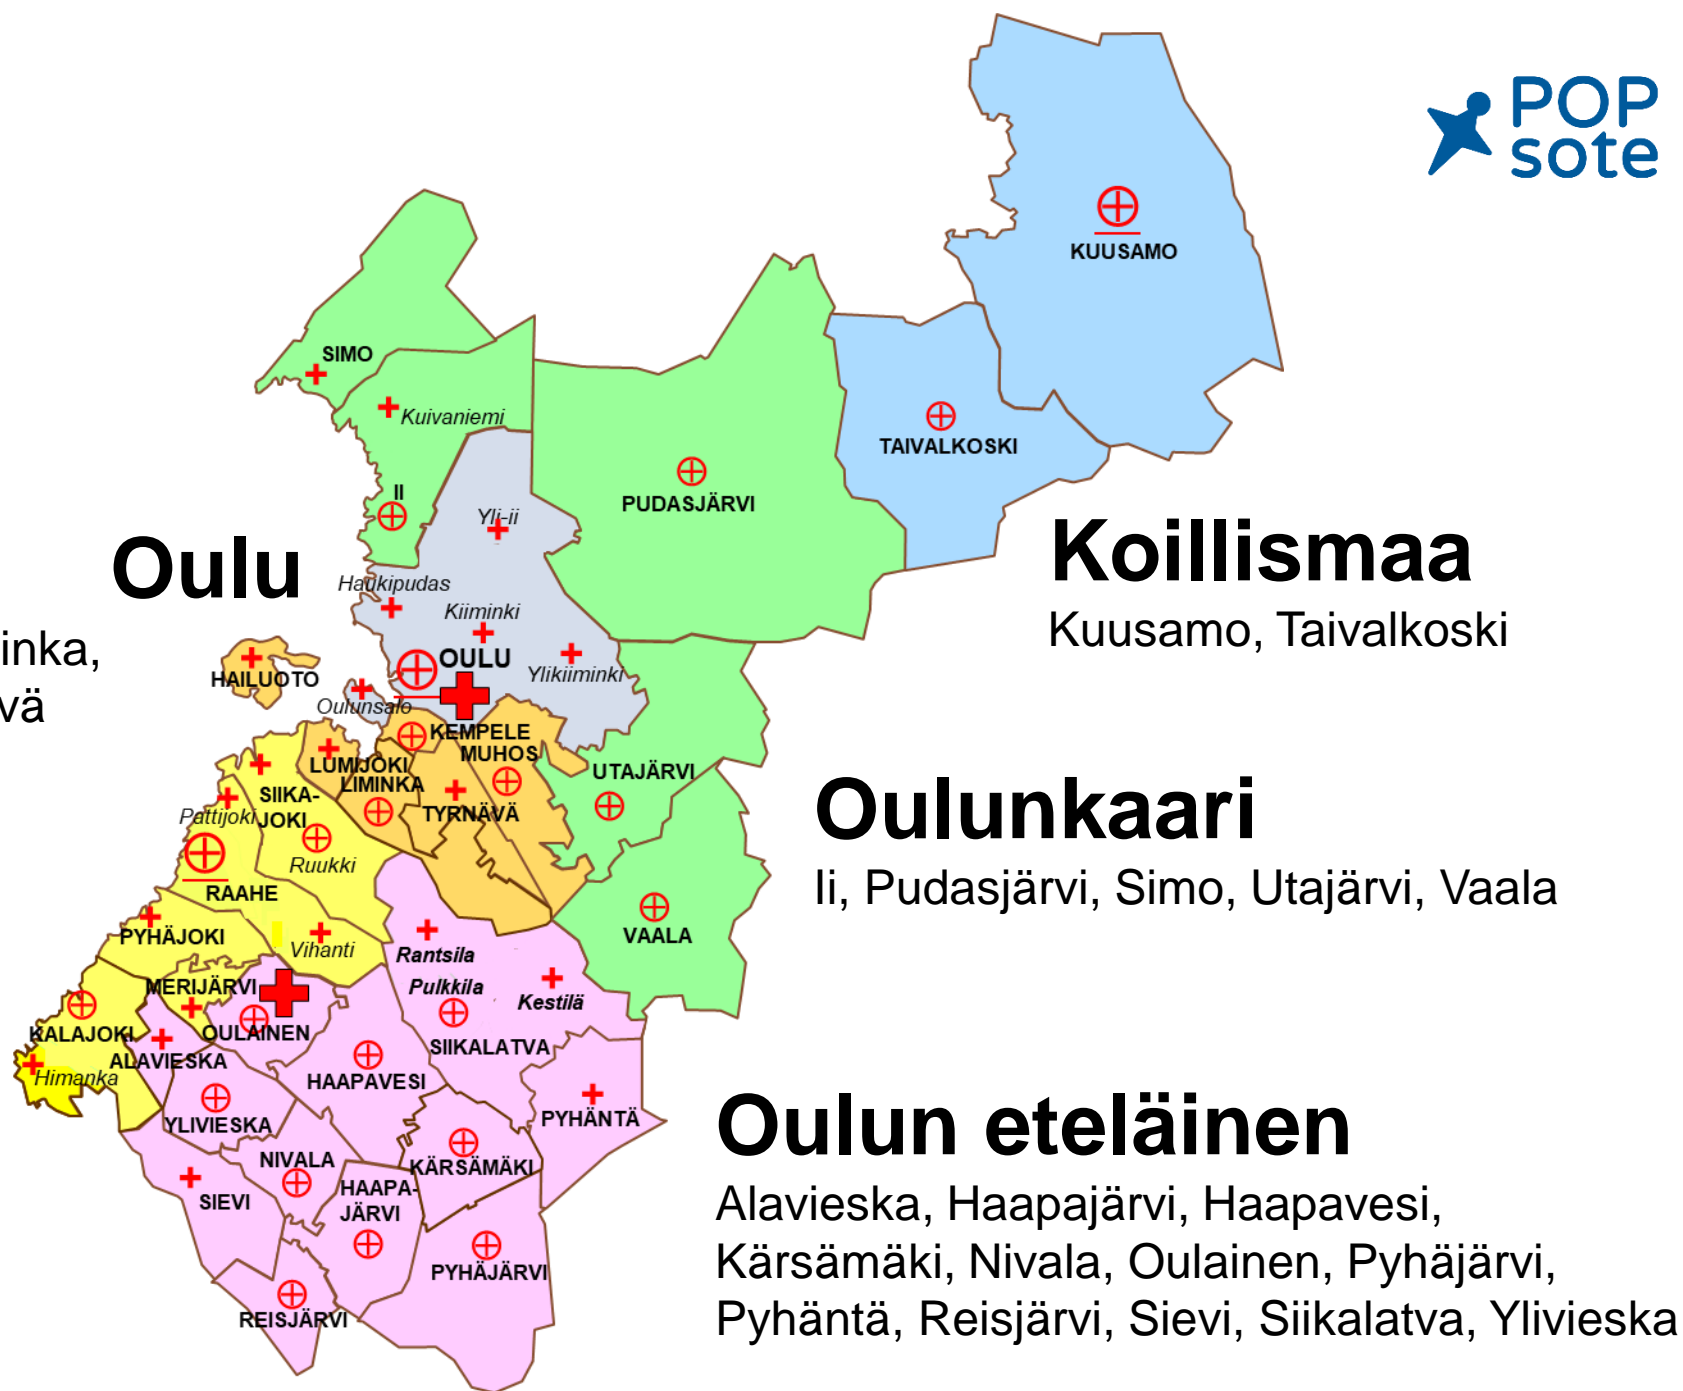 POP
sote
KUUSAMO
SIMO
Kuivaniemi
TAIVALKOSKI
II
PUDASJÄRVI
Yli-ii
Koillismaa
Kuusamo, Taivalkoski
Oulu
inka,
vä
Haukipudas
Kiiminki
OULU
Ylikiiminki
HAILUOTO
Oulunsalo
KEMPELE
MUHOS
LUMIJOKI
LIMINKA
UTAJÄRVI
SIIKA-
JOKI
Pattijoki
TYRNÄVÄ
Ruukki
RAAHE
Oulunkaari
Ii, Pudasjärvi, Simo, Utajärvi, Vaala
PYHÄJOKI
Vihanti
Rantsila
VAALA
MERIJÄRVI
Pulkkila
Kestilä
KALAJOKI
OULAINEN
SIIKALATVA
ALAVIESKA
Himanka
HAAPAVESI
YLIVIESKA
PYHÄNTÄ
NIVALA
KÄRSÄMÄKI
SIEVI
HAAPA-
JÄRVI
PYHÄJÄRVI
REISJÄRVI
Oulun eteläinen
Alavieska, Haapajärvi, Haapavesi,
Kärsämäki, Nivala, Oulainen, Pyhäjärvi,
Pyhäntä, Reisjärvi, Sievi, Siikalatva, Ylivieska